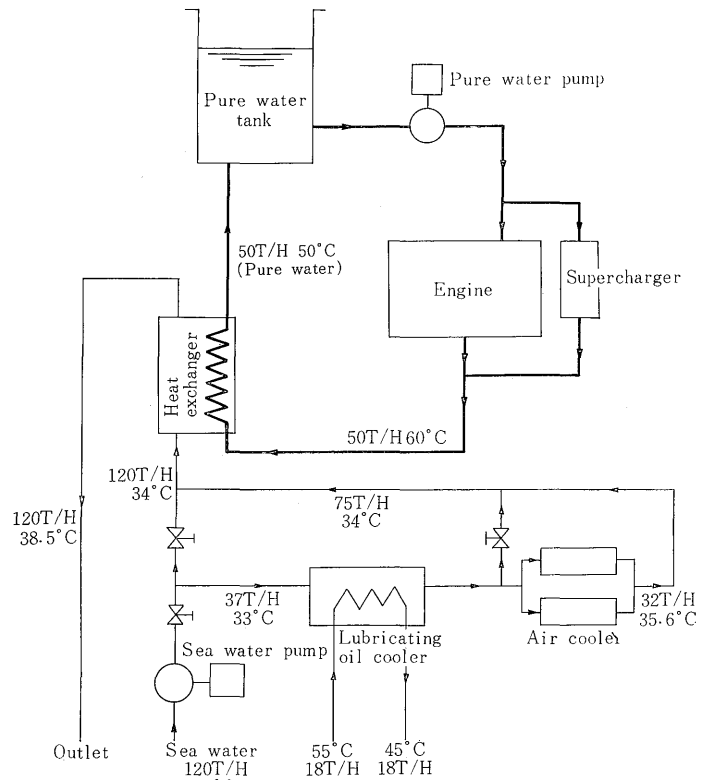 Pure water
tank
Pure water pump
50T/H 50°C
(Pure water)
Engine
Supercharger
Heat
exchanger
50T/H60°C
120T/H
34°C
75T/H
34°C
120T/H
38.5°C
37T/H
33°C
Lubricating
oil cooler
Air cooler
32T/H
35.6°C
Sea water pump
Outlet
Sea water
120T/H
55°C
18T/H
45°C
18T/H